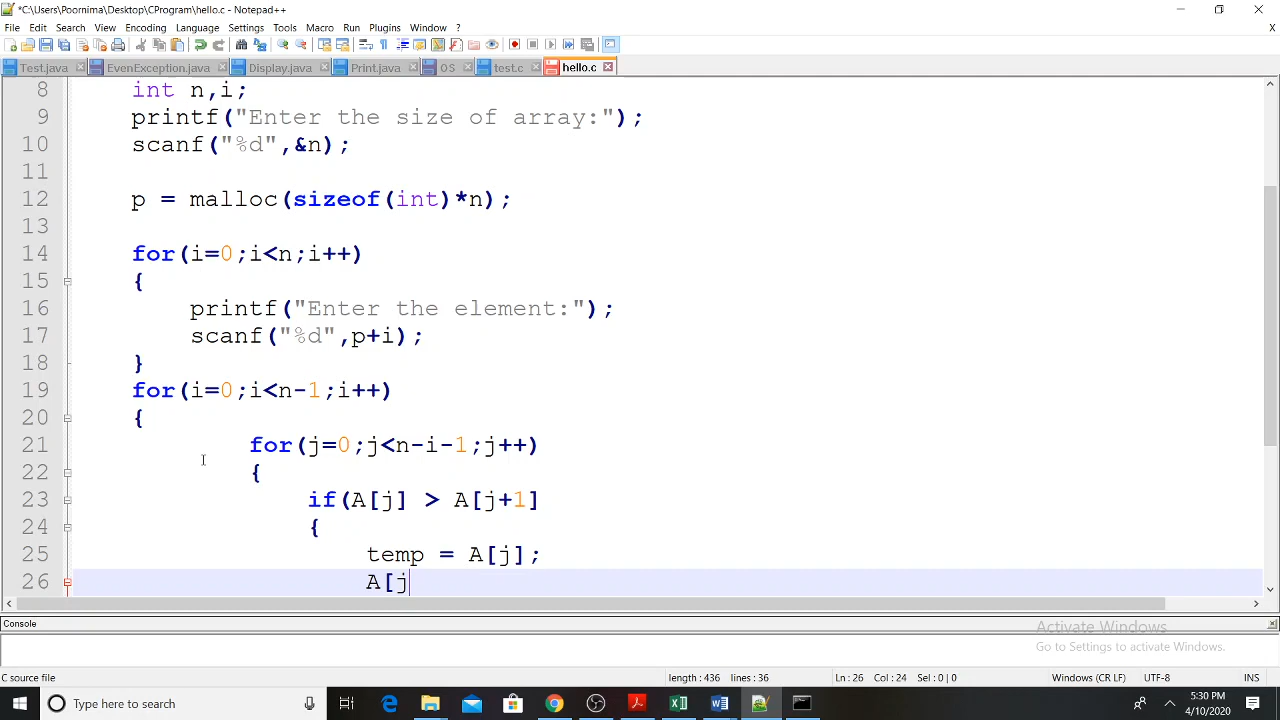 *C:\Users\Poornima\Desktop\CProgram\hello.c - Notepad++
File Edit Search View Encoding Language Settings Tools Macro Run Plugins Window ? X
Test.java EvenException.java Display.java Print.java OS test.c hello.c
8 int n,i;
9 printf("Enter the size of array:");
10 scanf("%d",&n);
11
12 p = malloc(sizeof(int)*n);
13
14 for(i=0;i<n;i++)
15 {
16 printf("Enter the element:");
17 scanf("%d",p+i);
18 }
19 for(i=0;i<n-1;i++)
20 {
21 for(j=0;j<n-i-1;j++)
22 {
23 if(A[j] > A[j+1]
24 {
25 temp = A[j];
26 A[j
Console
Activate Windows
Go to Settings to activate Windows.
C source file length : 436 lines : 36 Ln : 26 Col : 24 Sel : 0 | 0 Windows (CR LF) UTF-8 INS
Type here to search
5:30 PM
4/10/2020